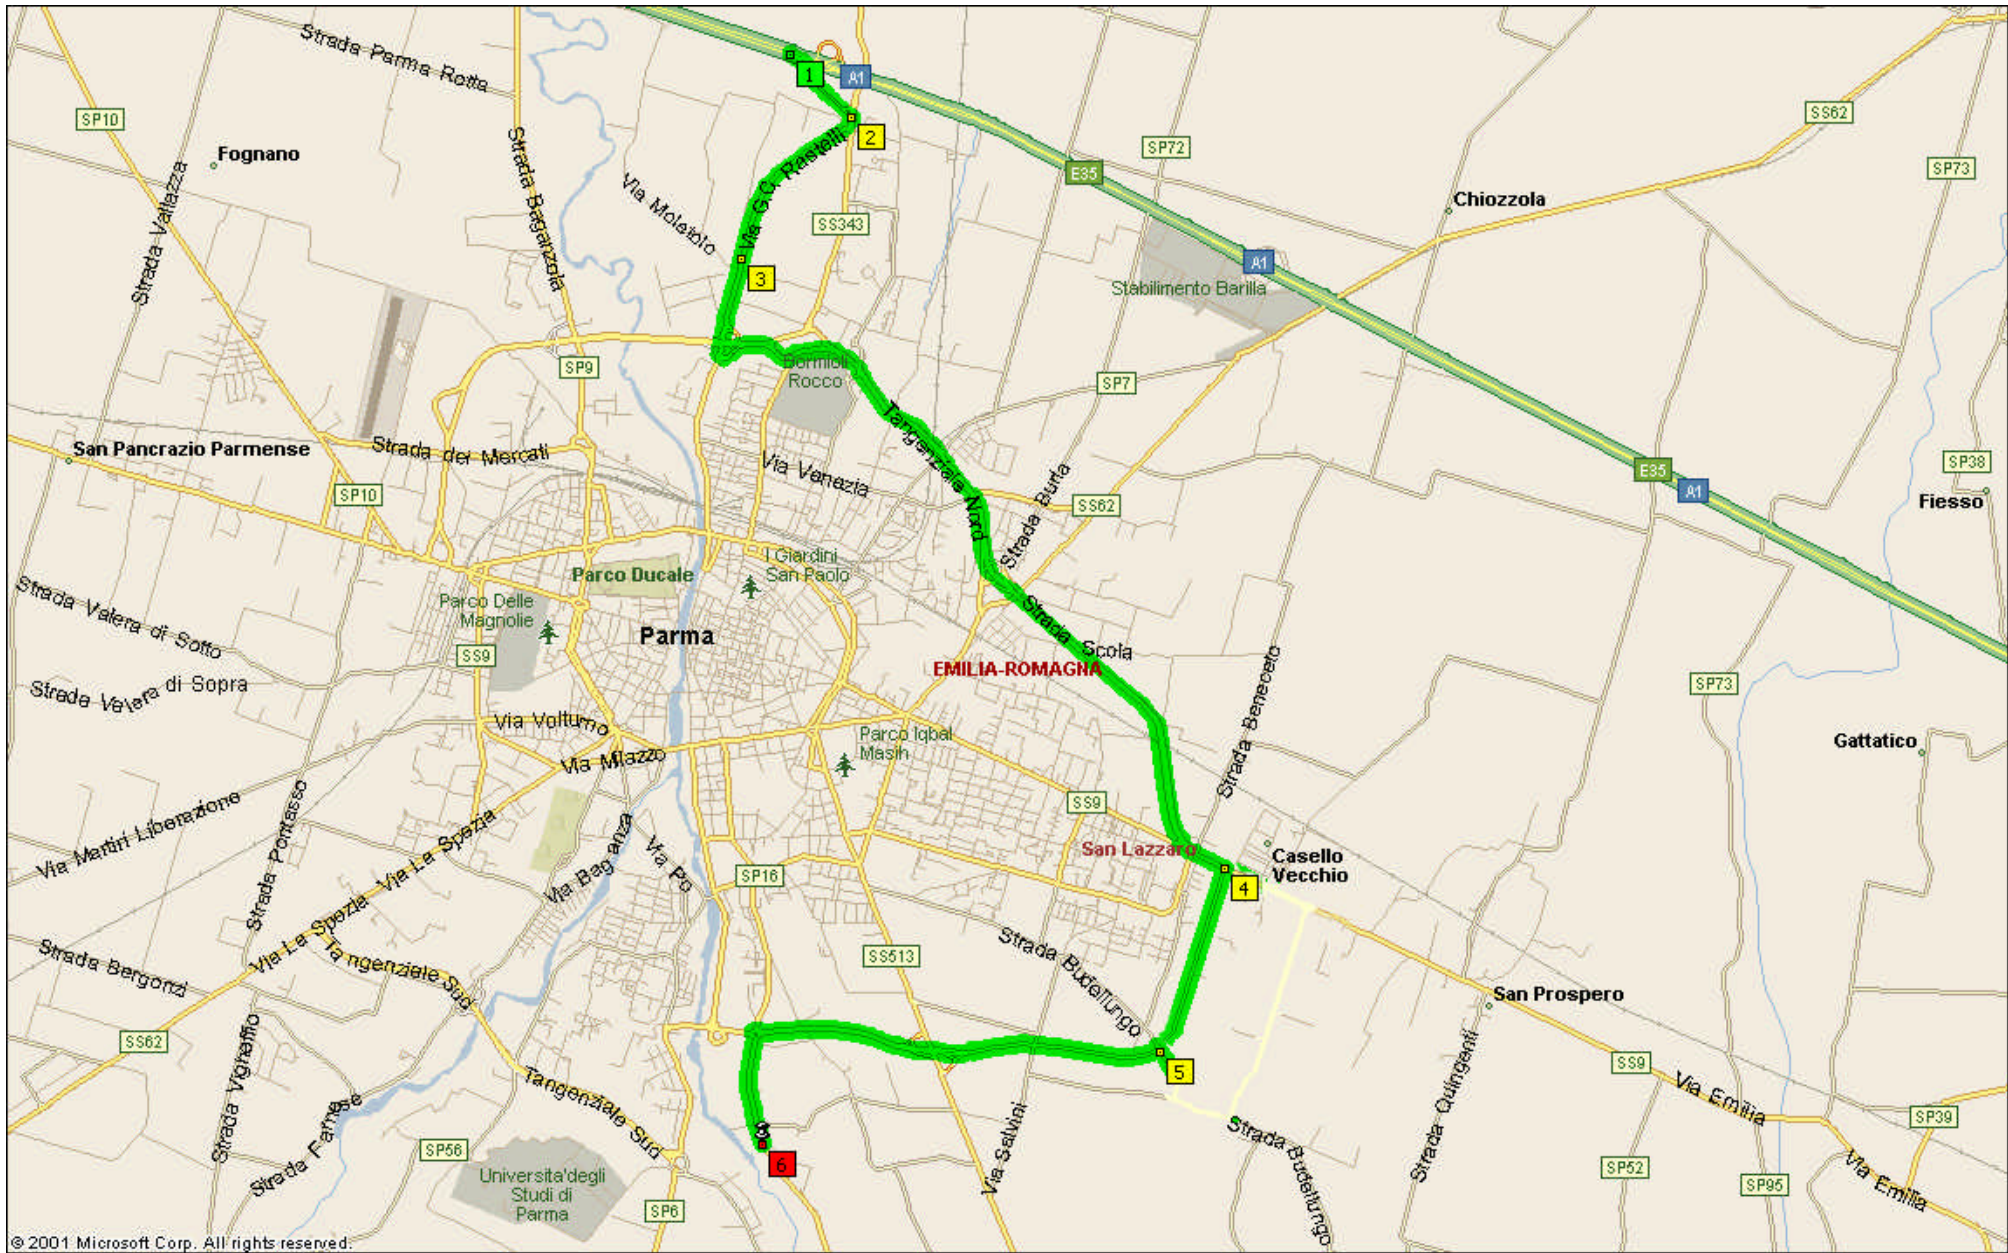 Strada Parma Rotta
1
A1
SP10
2
SS62
Fognano
SP72
SP73
E35
Strada Vallazza
Strada Baganzola
Via Moletolo
Via G.C. Rastelli
SS343
Chiozzola
3
A1
Stabilimento Barilla
SP9
Bormioli
Rocco
SP7
San Pancrazio Parmense
Strada dei Mercati
Tangenziale Nord
Via Venezia
SP10
Strada Burla
SS62
E35
A1
SP38
Fiesso
I Giardini
San Paolo
Parco Ducale
Strada Valera di Sotto
Parco Delle
Magnolie
Parma
Strada
Scola
SS9
EMILIA-ROMAGNA
Strada Valera di Sopra
Strada Beneceto
SP73
Via Volturno
Parco Iqbal
Masih
Gattatico
Via Milazzo
Via Martiri Liberazione
Strada Pontasso
Via La Spezia
SS9
Via Baganza
Via Po
San Lazzaro
Casello
Vecchio
SP16
4
Via La Spezia
Strada Bergonzi
Tangenziale Sud
SS513
Strada Budellungo
San Prospero
SS62
Strada Vigheffio
Strada Farnese
Tangenziale Sud
5
Strada Quingenti
SS9
Via Emilia
SP39
SP56
Universita'degli
Studi di
Parma
6
Via Salvini
Strada Budellungo
SP52
SP95
Via Emilia
SP6
© 2001 Microsoft Corp. All rights reserved.